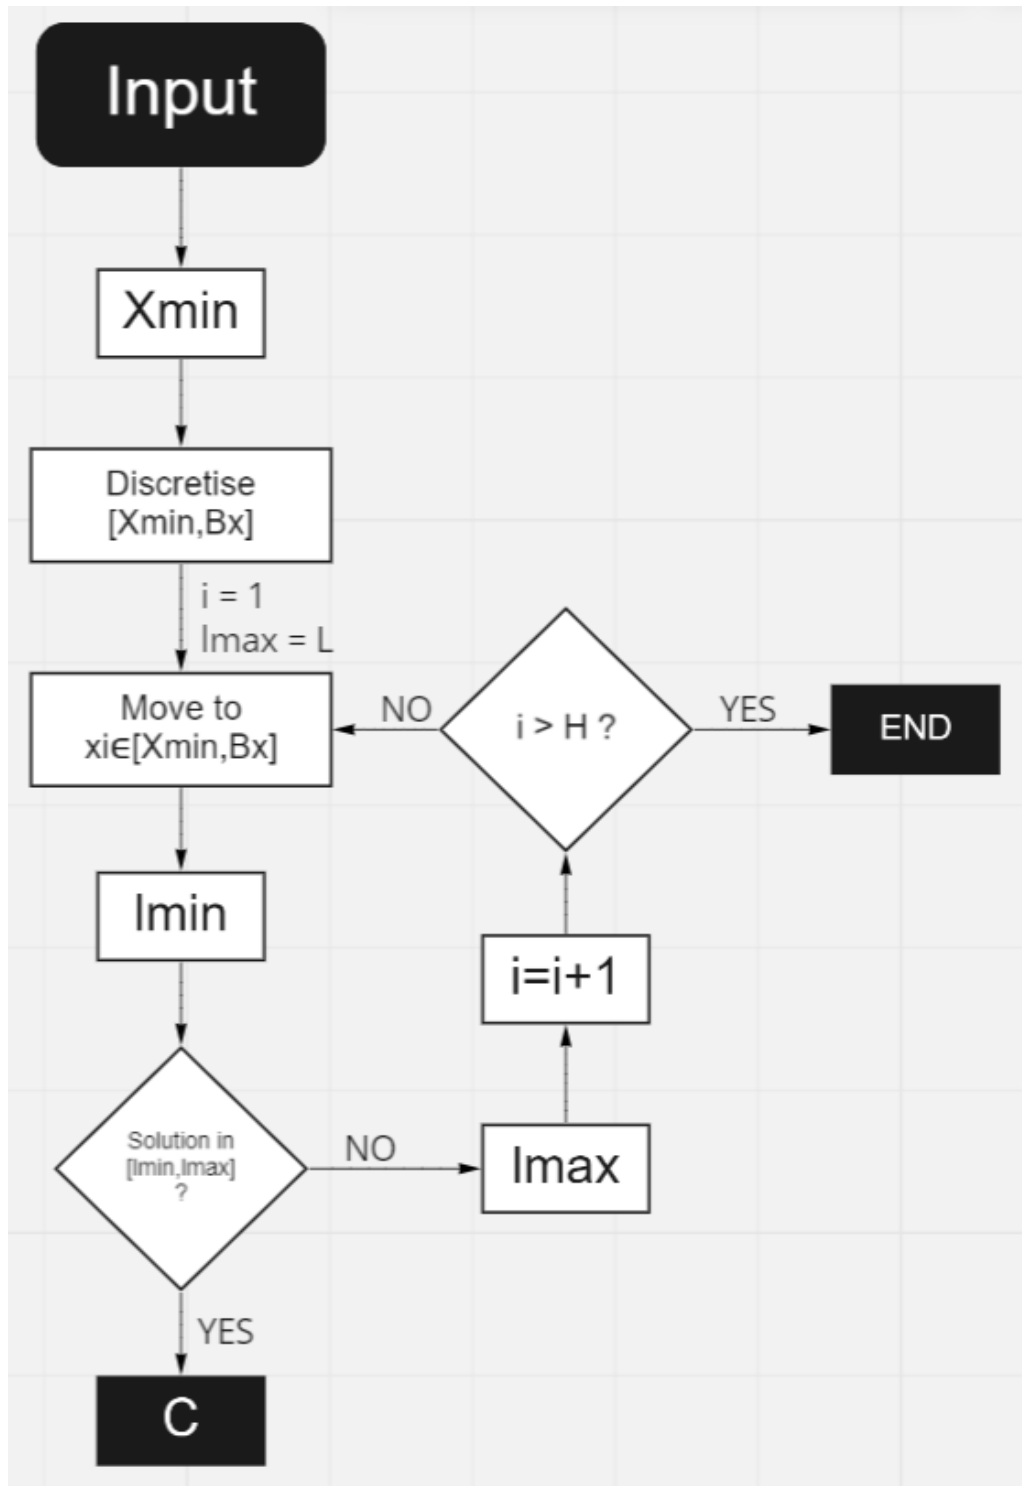 Input
Xmin
Discretise
[Xmin,Bx]
i = 1
lmax = L
Move to
xi∈[Xmin,Bx]
lmin
Solution in
[lmin,lmax]
?
YES
C
NO
lmax
i=i+1
i > H ?
NO
YES
END